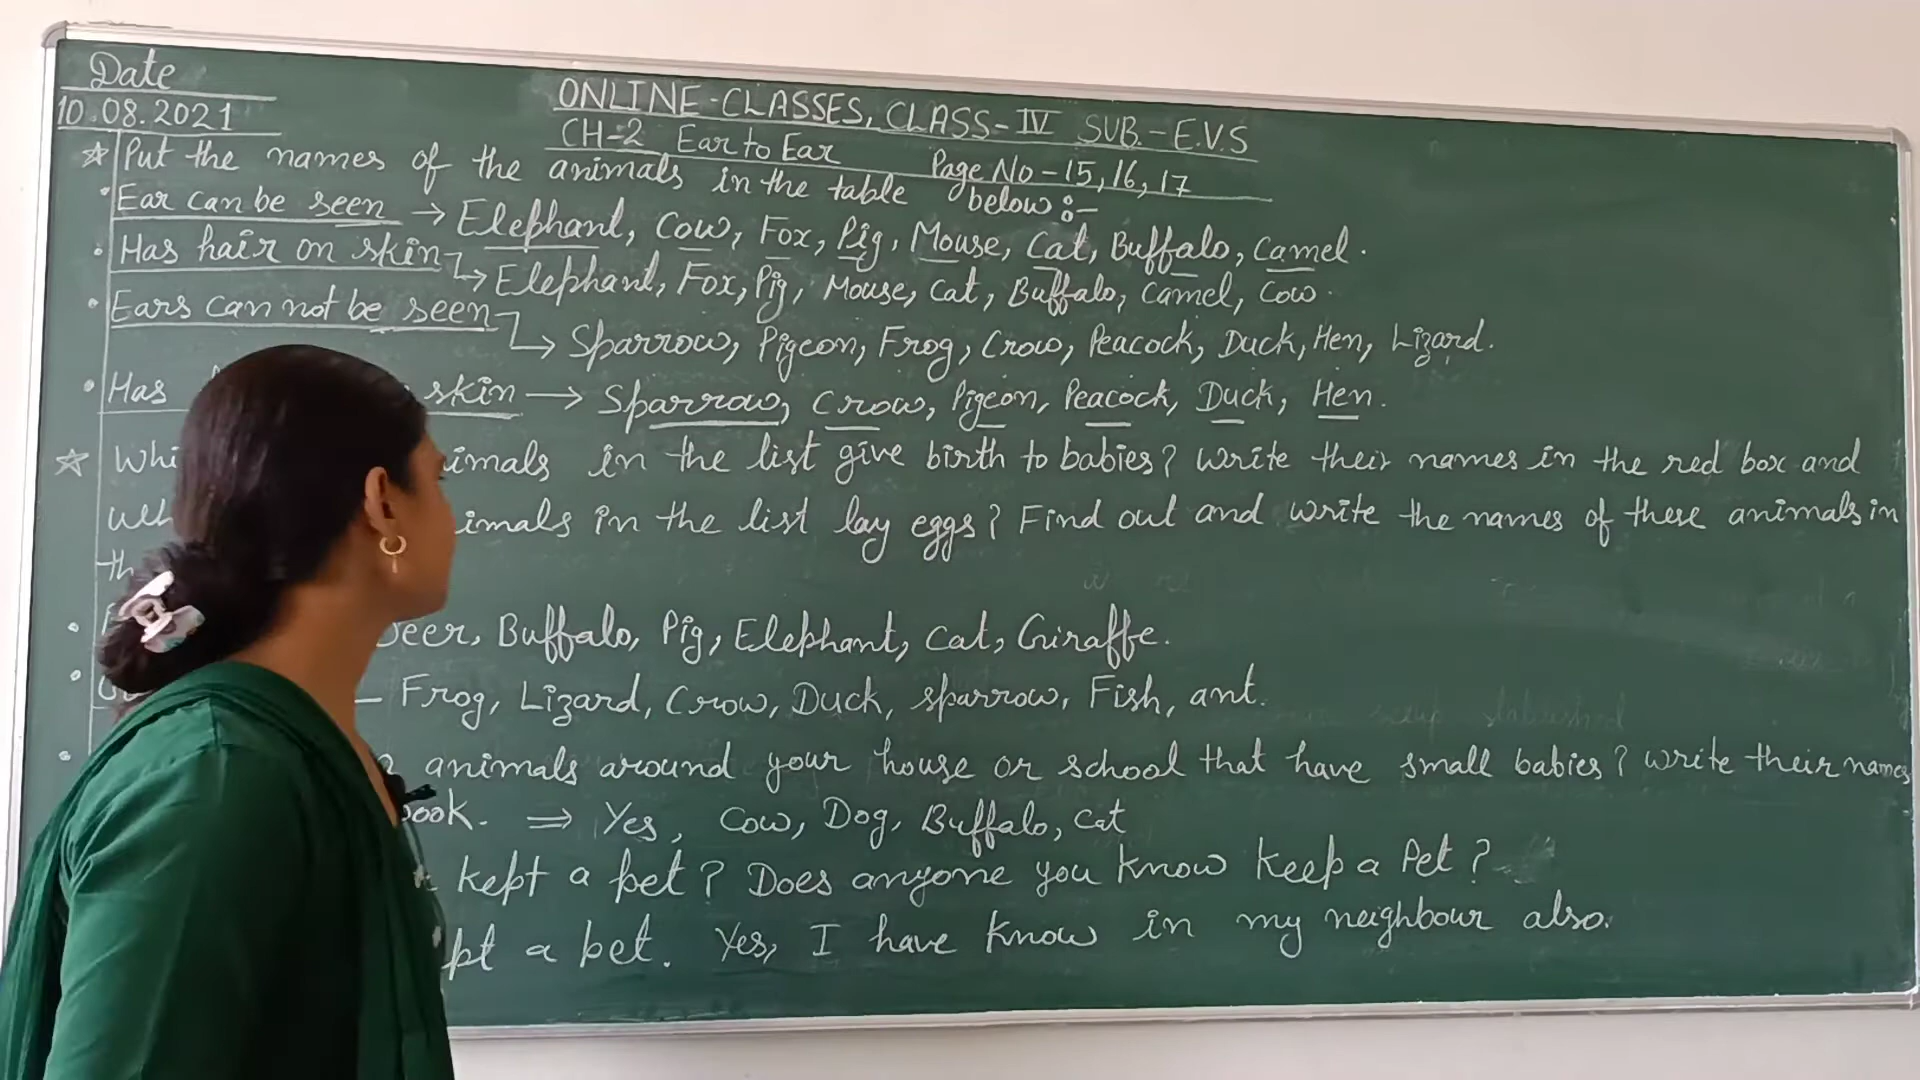 Date
10.08.2021
ONLINE-CLASSES, CLASS-IV SUB.-E.V.S
CH-2 Ear to Ear Page No-15, 16, 17
Put the names of the animals in the table below:-
Ear can be seen → Elephant, Cow, Fox, Pig, Mouse, Cat, Buffalo, Camel.
Has hair on skin → Elephant, Fox, Pig, Mouse, Cat, Buffalo, Camel, Cow.
Ears can not be seen → Sparrow, Pigeon, Frog, Crow, Peacock, Duck, Hen, Lizard.
Has skin → Sparrow, Crow, Pigeon, Peacock, Duck, Hen.
in the list give birth to babies? Write their names in the red box and
in the list lay eggs? Find out and write the names of these animals in
Deer, Buffalo, Pig, Elephant, Cat, Giraffe.
– Frog, Lizard, Crow, Duck, sparrow, Fish, ant.
animals around your house or school that have small babies? Write their names
⇒ Yes, Cow, Dog, Buffalo, Cat
kept a pet? Does anyone you know keep a Pet?
a pet. Yes, I have know in my neighbour also.